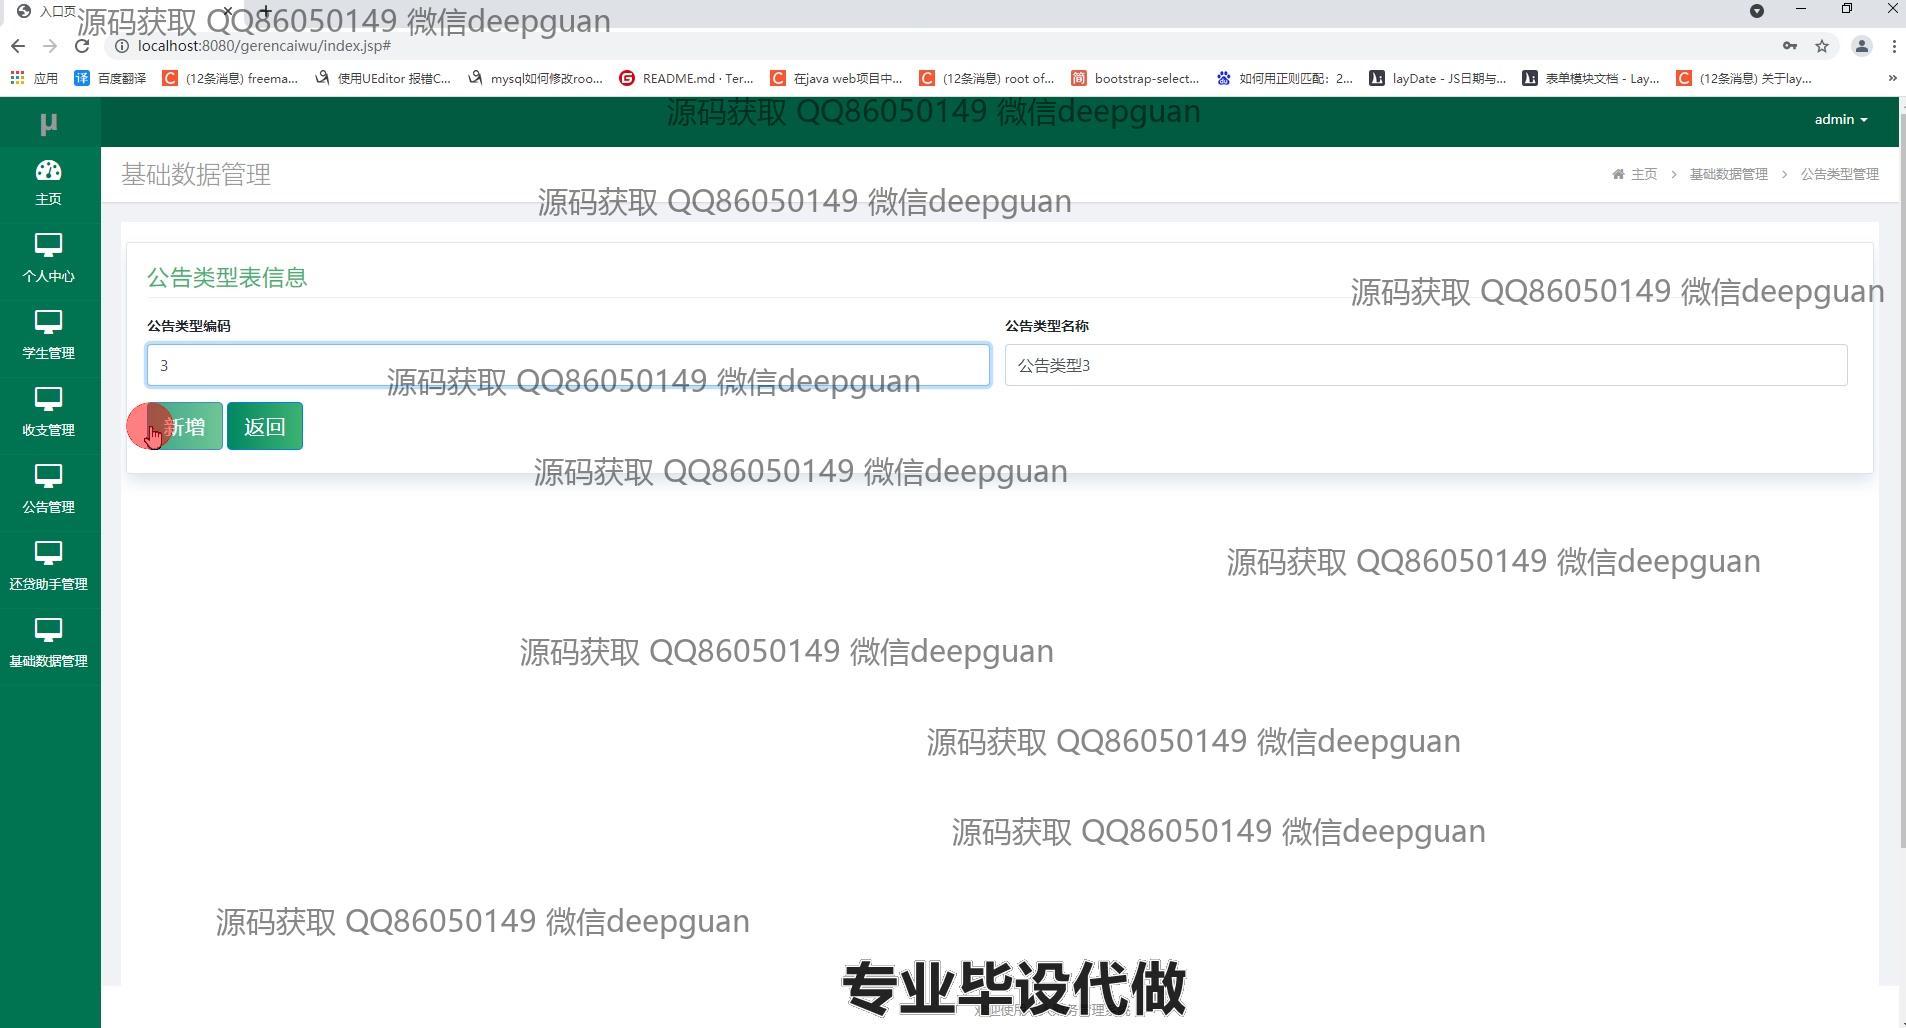 入口页
源码获取 QQ86050149 微信deepguan
localhost:8080/gerencaiwu/index.jsp#
应用
译 百度翻译
C (12条消息) freema...
使用UEditor 报错C...
mysql如何修改roo...
G README.md · Ter...
C 在java web项目中...
C (12条消息) root of...
简 bootstrap-select...
如何用正则匹配：2...
layDate - JS日期与...
表单模块文档 - Lay...
C (12条消息) 关于lay...
»
μ
源码获取 QQ86050149 微信deepguan
admin
基础数据管理
主页 > 基础数据管理 > 公告类型管理
源码获取 QQ86050149 微信deepguan
主页
个人中心
学生管理
收支管理
公告管理
还贷助手管理
基础数据管理
公告类型表信息
源码获取 QQ86050149 微信deepguan
公告类型编码
公告类型名称
3
公告类型3
源码获取 QQ86050149 微信deepguan
新增
返回
源码获取 QQ86050149 微信deepguan
源码获取 QQ86050149 微信deepguan
源码获取 QQ86050149 微信deepguan
源码获取 QQ86050149 微信deepguan
源码获取 QQ86050149 微信deepguan
源码获取 QQ86050149 微信deepguan
专业毕设代做